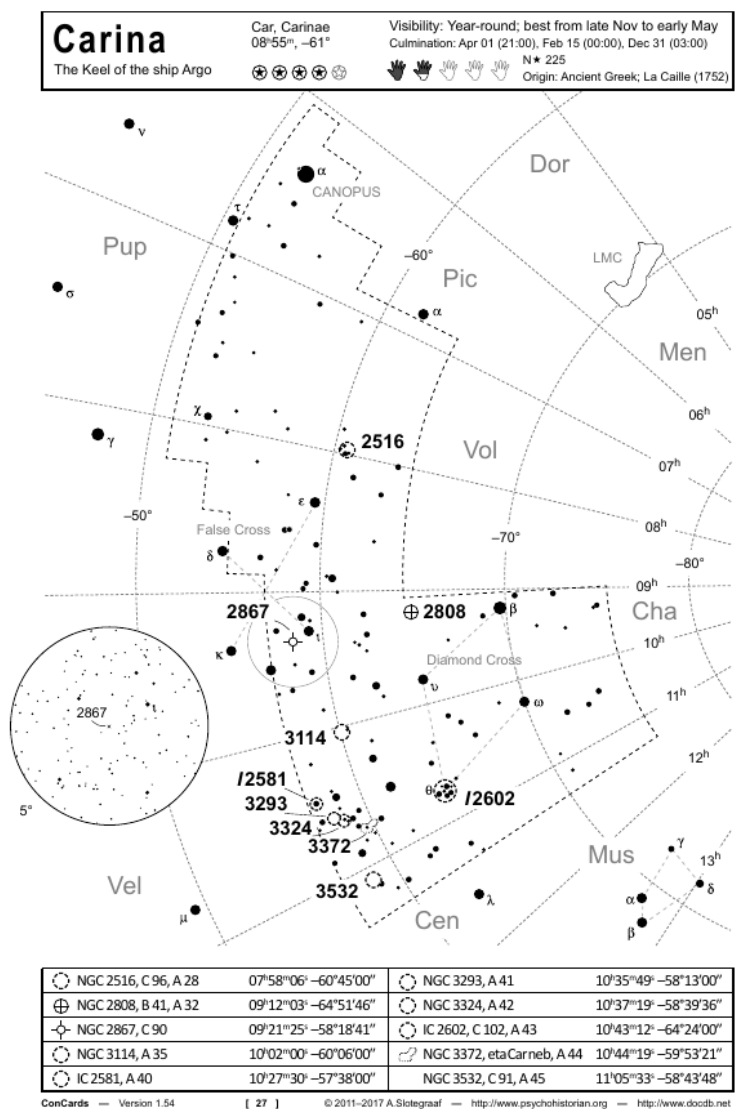 Carina
The Keel of the ship Argo
Car, Carinae
08ʰ55ᵐ, –61°
Visibility: Year-round; best from late Nov to early May
Culmination: Apr 01 (21:00), Feb 15 (00:00), Dec 31 (03:00)
N★ 225
Origin: Ancient Greek; La Caille (1752)
ν
α
CANOPUS
Dor
τ
Pup
–60°
LMC
Pic
σ
α
05ʰ
Men
χ
06ʰ
γ
2516
Vol
07ʰ
ε
–50°
08ʰ
False Cross
–70°
δ
–80°
09ʰ
2867
2808
β
Cha
10ʰ
κ
Diamond Cross
υ
11ʰ
ω
2867
3114
12ʰ
I2581
θ
I2602
3293
5°
3324
3372
Mus
γ
13ʰ
Vel
3532
δ
α
λ
μ
Cen
β
NGC 2516, C 96, A 28 07ʰ58ᵐ06ˢ –60°45′00″
NGC 2808, B 41, A 32 09ʰ12ᵐ03ˢ –64°51′46″
NGC 2867, C 90 09ʰ21ᵐ25ˢ –58°18′41″
NGC 3114, A 35 10ʰ02ᵐ00ˢ –60°06′00″
IC 2581, A 40 10ʰ27ᵐ30ˢ –57°38′00″
NGC 3293, A 41 10ʰ35ᵐ49ˢ –58°13′00″
NGC 3324, A 42 10ʰ37ᵐ19ˢ –58°39′36″
IC 2602, C 102, A 43 10ʰ43ᵐ12ˢ –64°24′00″
NGC 3372, eta Car neb, A 44 10ʰ44ᵐ19ˢ –59°53′21″
NGC 3532, C 91, A 45 11ʰ05ᵐ33ˢ –58°43′48″
ConCards — Version 1.54 [ 27 ] © 2011–2017 A.Slotegraaf — http://www.psychohistorian.org — http://www.docdb.net